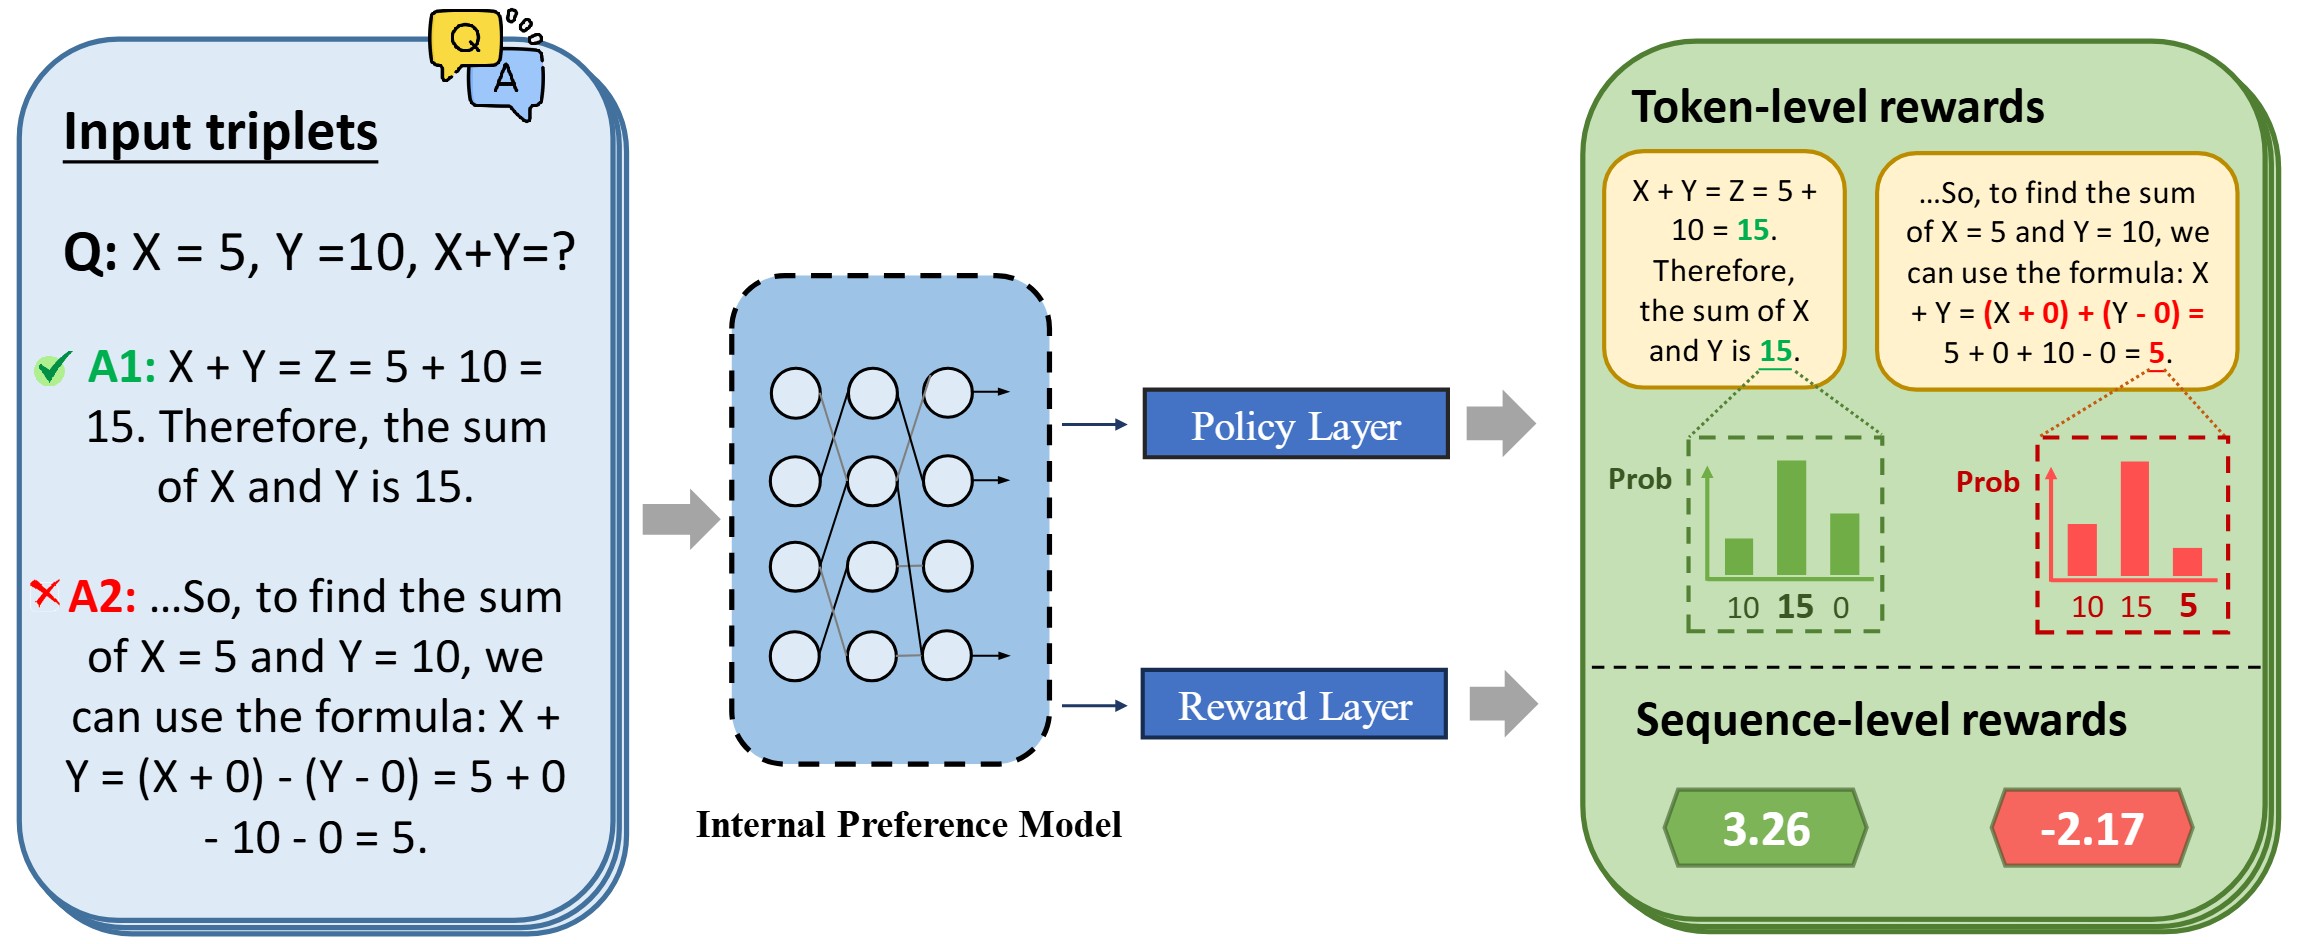 Q
A
Input triplets
Q: X = 5, Y =10, X+Y=?
A1: X + Y = Z = 5 + 10 =
15. Therefore, the sum
of X and Y is 15.
A2: ...So, to find the sum
of X = 5 and Y = 10, we
can use the formula: X +
Y = (X + 0) - (Y - 0) = 5 + 0
- 10 - 0 = 5.
Internal Preference Model
Policy Layer
Reward Layer
Token-level rewards
X + Y = Z = 5 +
10 = 15.
Therefore,
the sum of X
and Y is 15.
...So, to find the sum
of X = 5 and Y = 10, we
can use the formula: X
+ Y = (X + 0) + (Y - 0) =
5 + 0 + 10 - 0 = 5.
Prob
10 15 0
Prob
10 15 5
Sequence-level rewards
3.26
-2.17